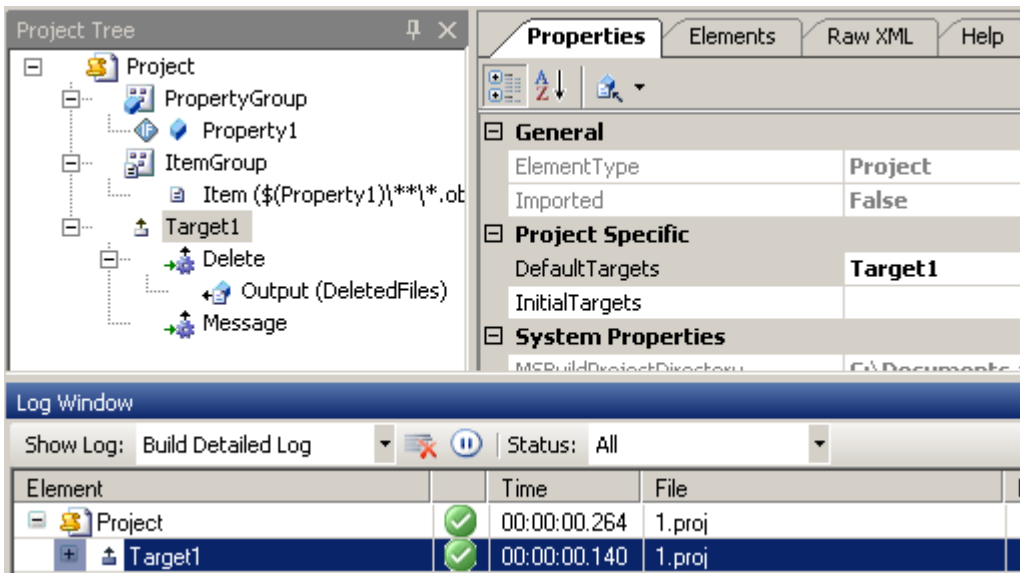 Project Tree
Project
PropertyGroup
IF Property1
ItemGroup
Item ($(Property1)\**\*.ob
Target1
Delete
Output (DeletedFiles)
Message
Properties Elements Raw XML Help
A Z
General
ElementType Project
Imported False
Project Specific
DefaultTargets Target1
InitialTargets
System Properties
MSBuildProjectDirectory C:\Documents
Log Window
Show Log: Build Detailed Log Status: All
Element Time File
Project 00:00:00.264 1.proj
Target1 00:00:00.140 1.proj